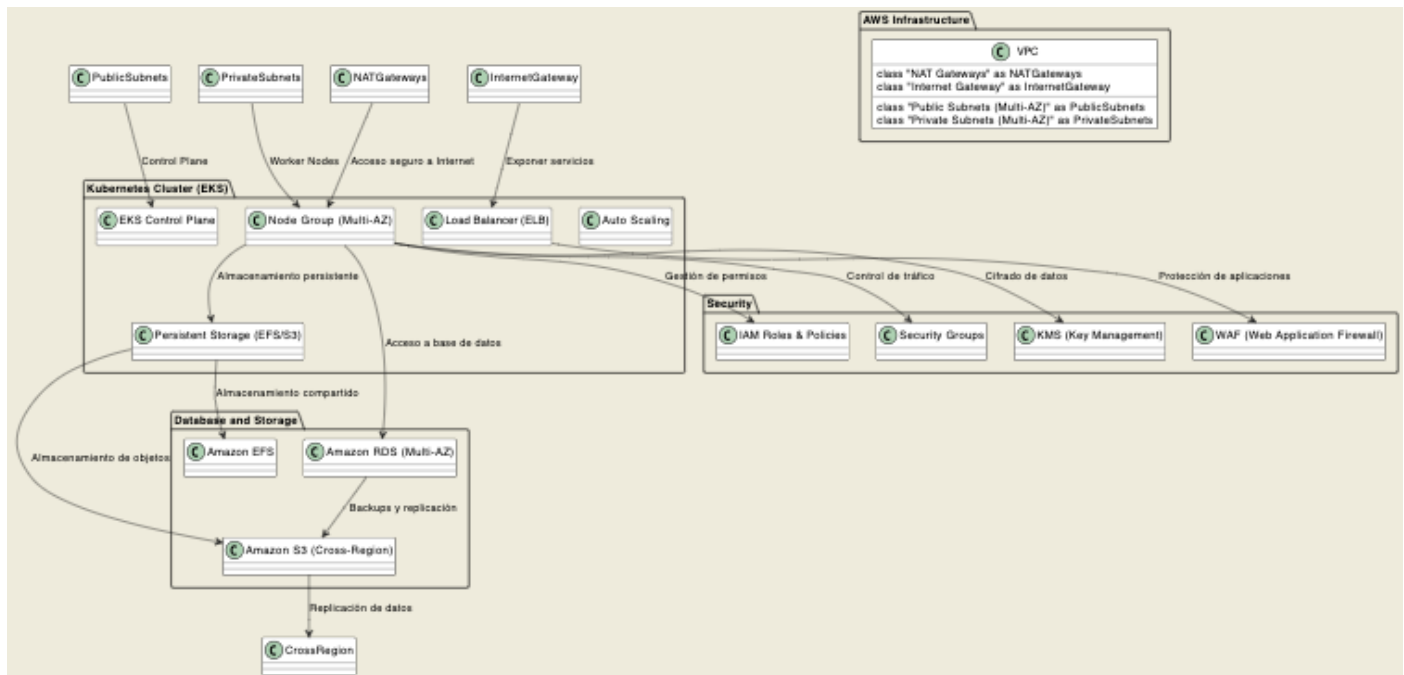 AWS Infrastructure
C VPC
class "NAT Gateways" as NATGateways
class "Internet Gateway" as InternetGateway
class "Public Subnets (Multi-AZ)" as PublicSubnets
class "Private Subnets (Multi-AZ)" as PrivateSubnets
C PublicSubnets
C PrivateSubnets
C NATGateways
C InternetGateway
Control Plane
Worker Nodes
Acceso seguro a Internet
Exponer servicios
Kubernetes Cluster (EKS)
C EKS Control Plane
C Node Group (Multi-AZ)
C Load Balancer (ELB)
C Auto Scaling
Almacenamiento persistente
Gestión de permisos
Control de tráfico
Cifrado de datos
Protección de aplicaciones
Security
C Persistent Storage (EFS/S3)
C IAM Roles & Policies
C Security Groups
C KMS (Key Management)
C WAF (Web Application Firewall)
Acceso a base de datos
Almacenamiento compartido
Database and Storage
C Amazon EFS
C Amazon RDS (Multi-AZ)
Almacenamiento de objetos
Backups y replicación
C Amazon S3 (Cross-Region)
Replicación de datos
C CrossRegion